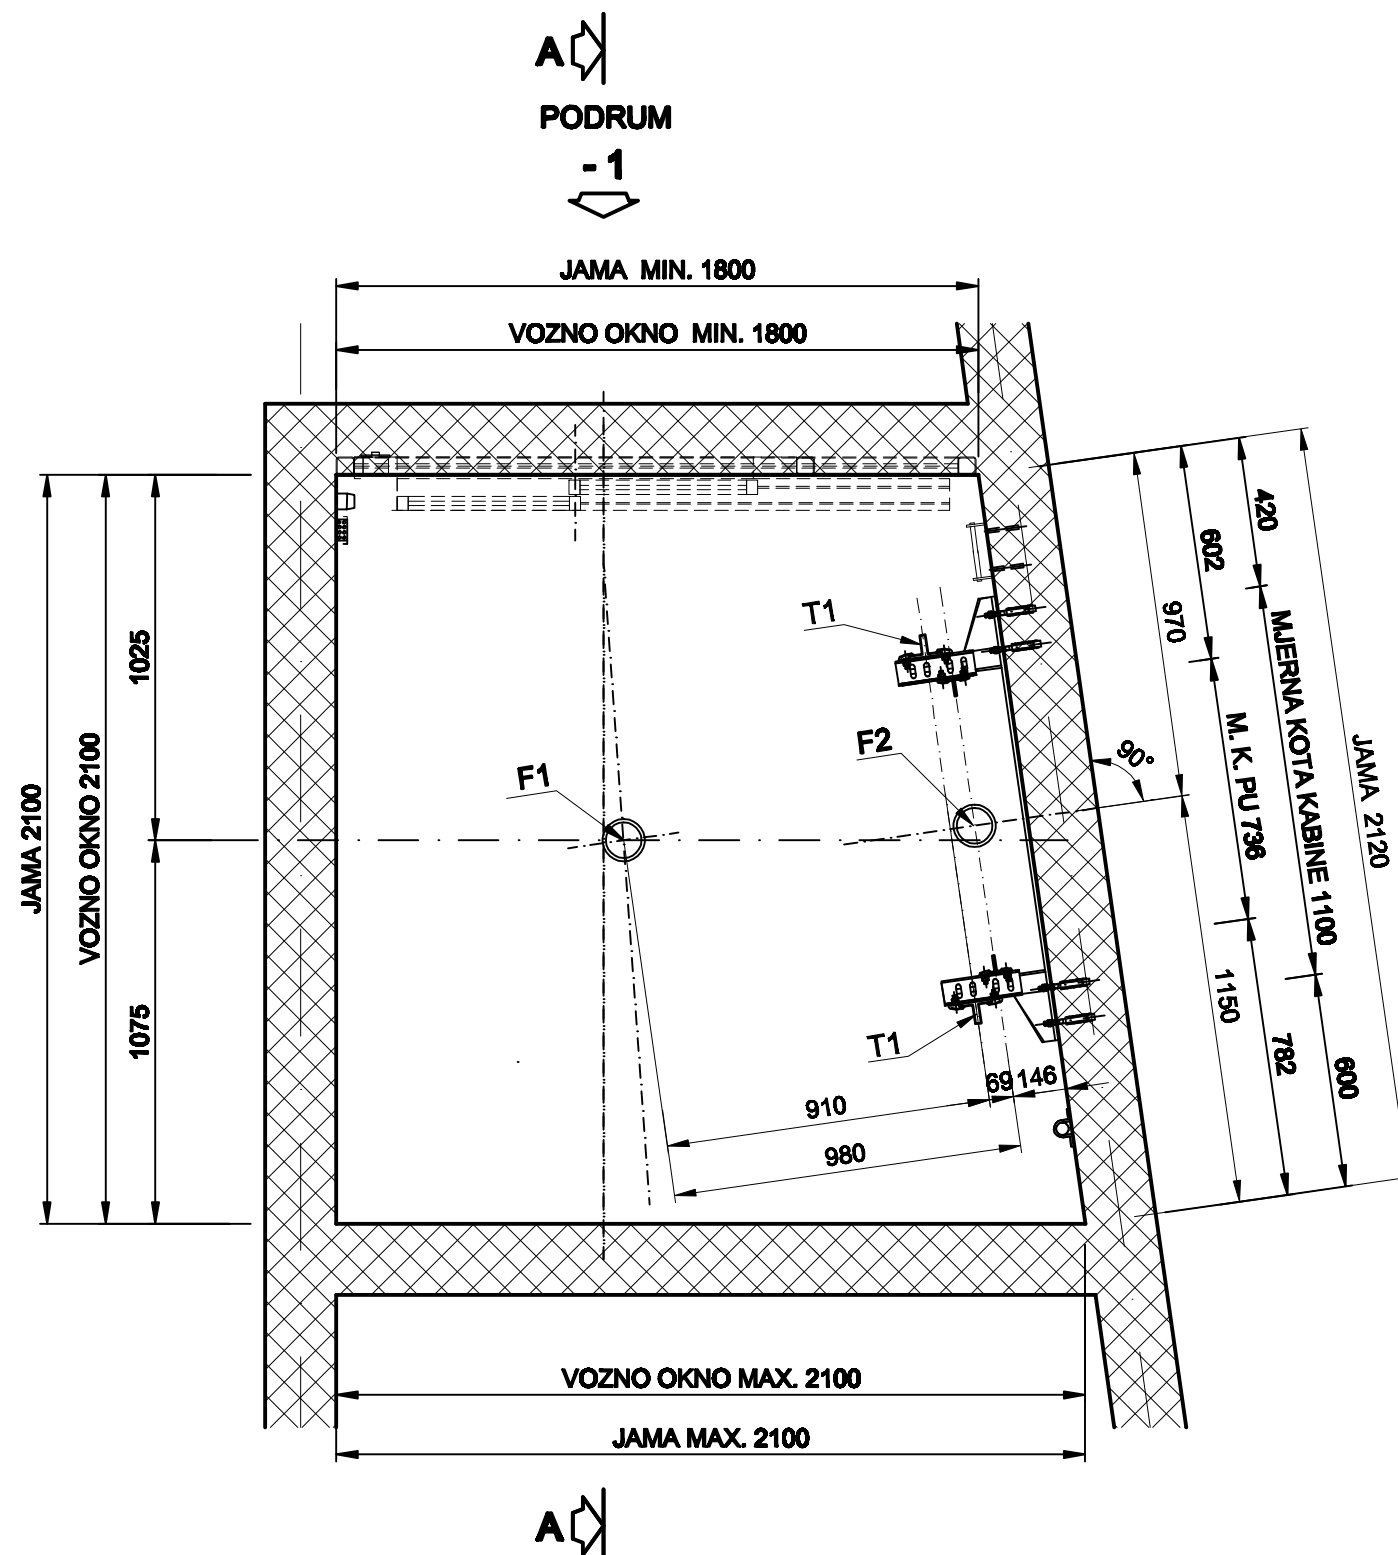 A
PODRUM
- 1
JAMA MIN. 1800
VOZNO OKNO MIN. 1800
420
602
970
MJERNA KOTA KABINE 1100
M. K. PU 736
JAMA 2120
90°
T1
F2
F1
1025
JAMA 2100
VOZNO OKNO 2100
1075
1150
782
600
T1
69
146
910
980
VOZNO OKNO MAX. 2100
JAMA MAX. 2100
A